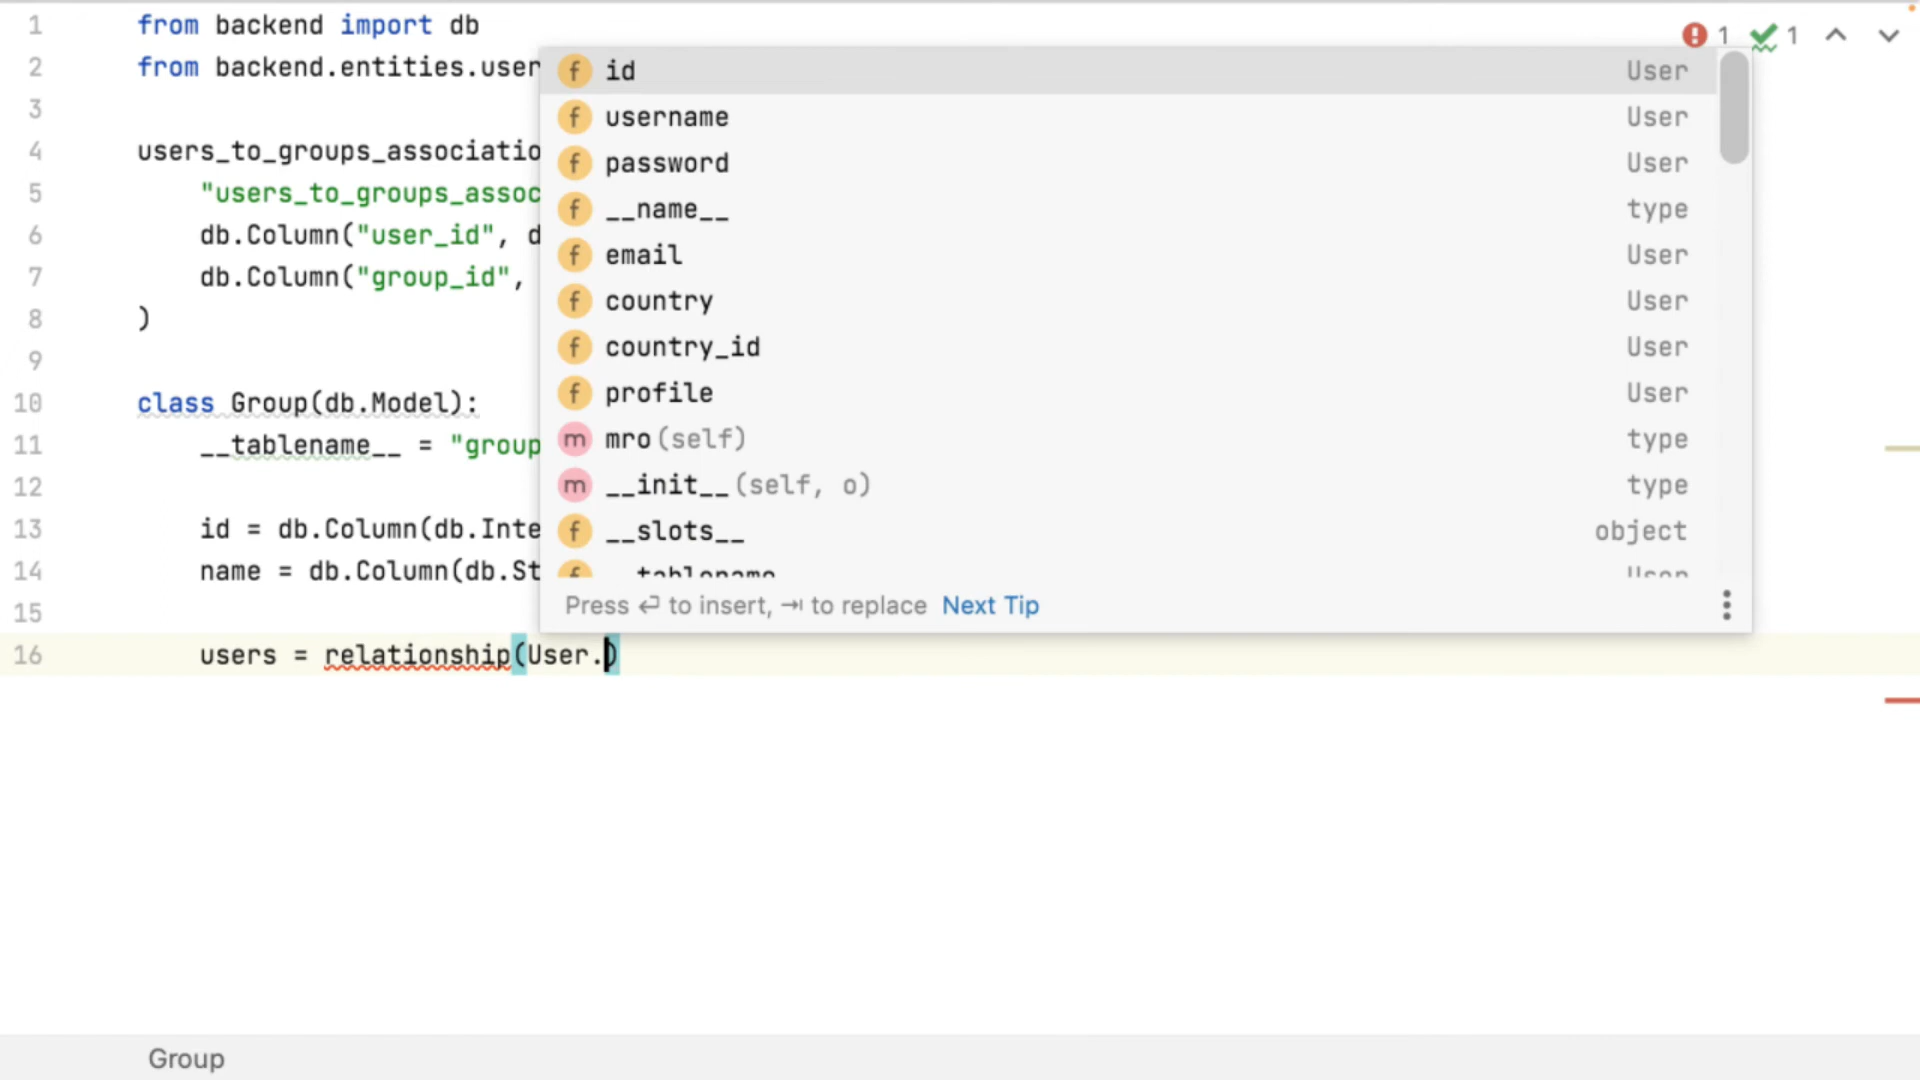 1 from backend import db
2 from backend.entities.user
3
4 users_to_groups_associatio
5 "users_to_groups_assoc
6 db.Column("user_id", d
7 db.Column("group_id",
8 )
9
10 class Group(db.Model):
11 __tablename__ = "group
12
13 id = db.Column(db.Inte
14 name = db.Column(db.St
15
16 users = relationship(User.)
1 1
f id User
f username User
f password User
f __name__ type
f email User
f country User
f country_id User
f profile User
m mro(self) type
m __init__(self, o) type
f __slots__ object
f __tablename__ User
Press ↵ to insert, ⇥ to replace Next Tip
Group